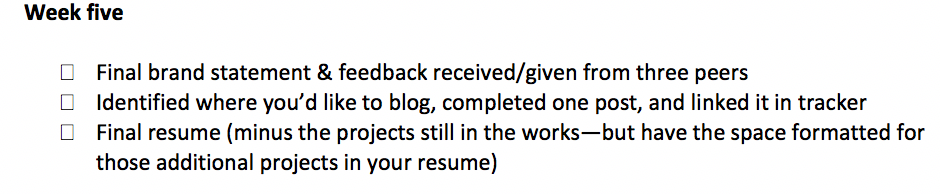 Week five
☐ Final brand statement & feedback received/given from three peers
☐ Identified where you’d like to blog, completed one post, and linked it in tracker
☐ Final resume (minus the projects still in the works—but have the space formatted for
those additional projects in your resume)